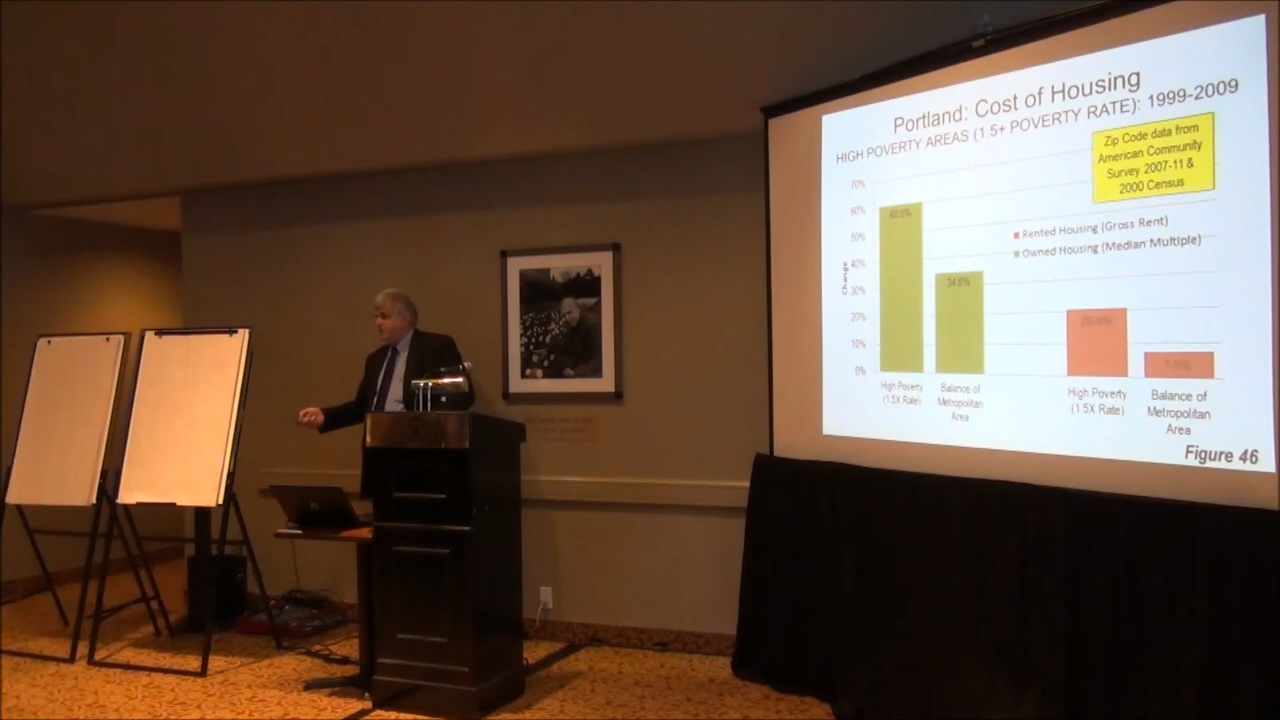 Portland: Cost of Housing
HIGH POVERTY AREAS (1.5+ POVERTY RATE): 1999-2009
Zip Code data from
American Community
Survey 2007-11 &
2000 Census
70%
60%
50%
40%
30%
20%
10%
0%
Change
34.6%
Rented Housing (Gross Rent)
Owned Housing (Median Multiple)
High Poverty
(1.5X Rate)
Balance of
Metropolitan
Area
High Poverty
(1.5X Rate)
Balance of
Metropolitan
Area
Figure 46